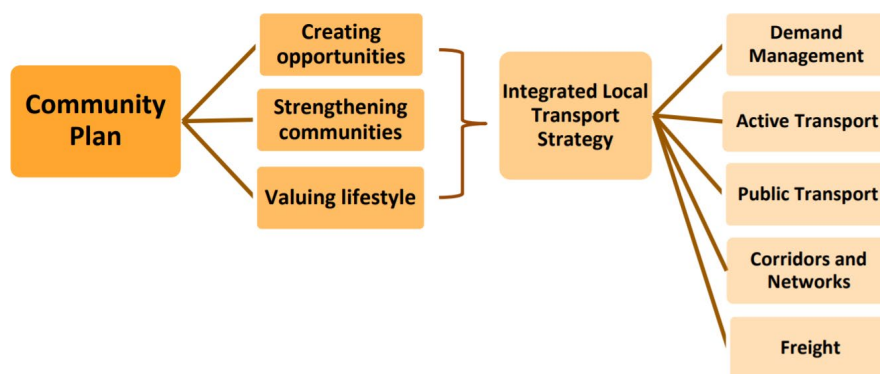 Community
Plan
Creating
opportunities
Strengthening
communities
Valuing lifestyle
Integrated Local
Transport
Strategy
Demand
Management
Active Transport
Public Transport
Corridors and
Networks
Freight